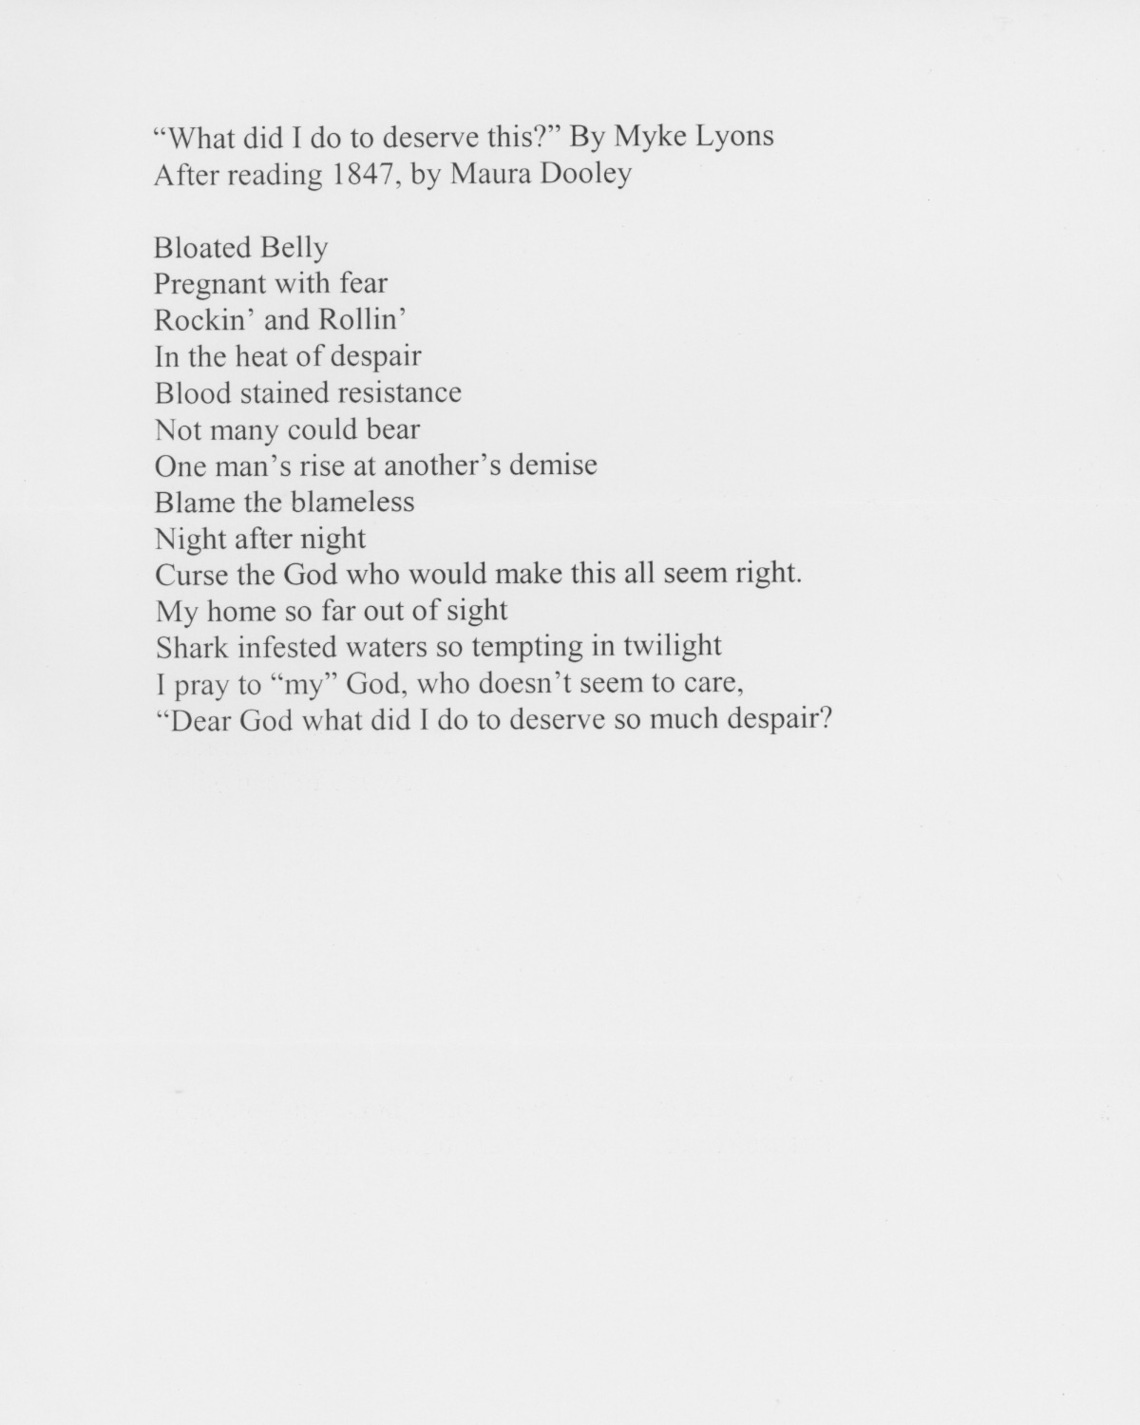 “What did I do to deserve this?” By Myke Lyons
After reading 1847, by Maura Dooley
Bloated Belly
Pregnant with fear
Rockin’ and Rollin’
In the heat of despair
Blood stained resistance
Not many could bear
One man’s rise at another’s demise
Blame the blameless
Night after night
Curse the God who would make this all seem right.
My home so far out of sight
Shark infested waters so tempting in twilight
I pray to “my” God, who doesn’t seem to care,
“Dear God what did I do to deserve so much despair?